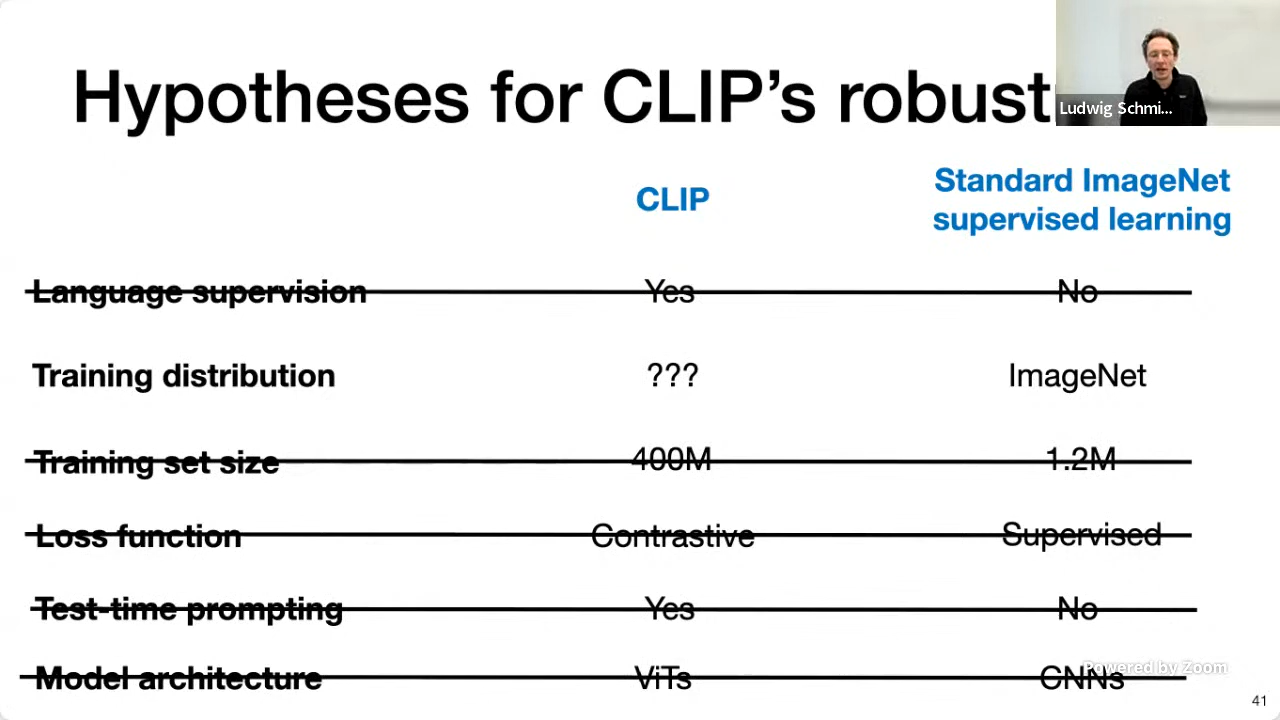 Hypotheses for CLIP's robust
Ludwig Schmi...
CLIP
Standard ImageNet
supervised learning
Language supervision Yes No
Training distribution ??? ImageNet
Training set size 400M 1.2M
Loss function Contrastive Supervised
Test-time prompting Yes No
Model architecture ViTs CNNs
Powered by Zoom
41